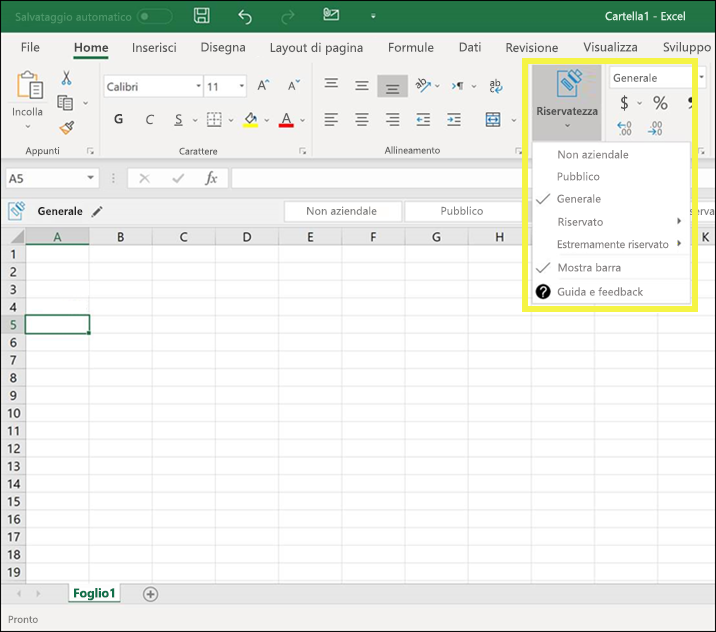 Salvataggio automatico
Cartella1 - Excel
File Home Inserisci Disegna Layout di pagina Formule Dati Revisione Visualizza Sviluppo
Incolla
Calibri 11
G C S A
Riservatezza
Generale
$ %
Appunti Carattere Allineamento
A5 fx
Non aziendale
Pubblico
Generale
Riservato
Estremamente riservato
Mostra barra
Guida e feedback
Generale Non aziendale Pubblico
A B C D E F G H K
1
2
3
4
5
6
7
8
9
10
11
12
13
14
15
16
17
18
19
Foglio1
Pronto